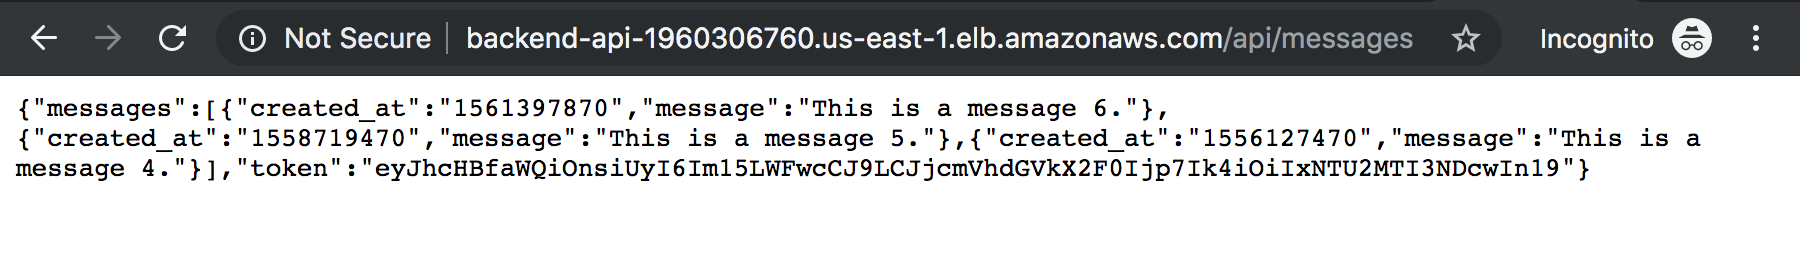 Not Secure | backend-api-1960306760.us-east-1.elb.amazonaws.com/api/messages Incognito
{"messages":[{"created_at":"1561397870","message":"This is a message 6."},
{"created_at":"1558719470","message":"This is a message 5."},{"created_at":"1556127470","message":"This is a
message 4."}],"token":"eyJhcHBfaWQiOnsiUyI6Im15LWFwcCJ9LCJjcmVhdGVkX2F0Ijp7Ik4iOiIxNTU2MTI3NDcwIn19"}